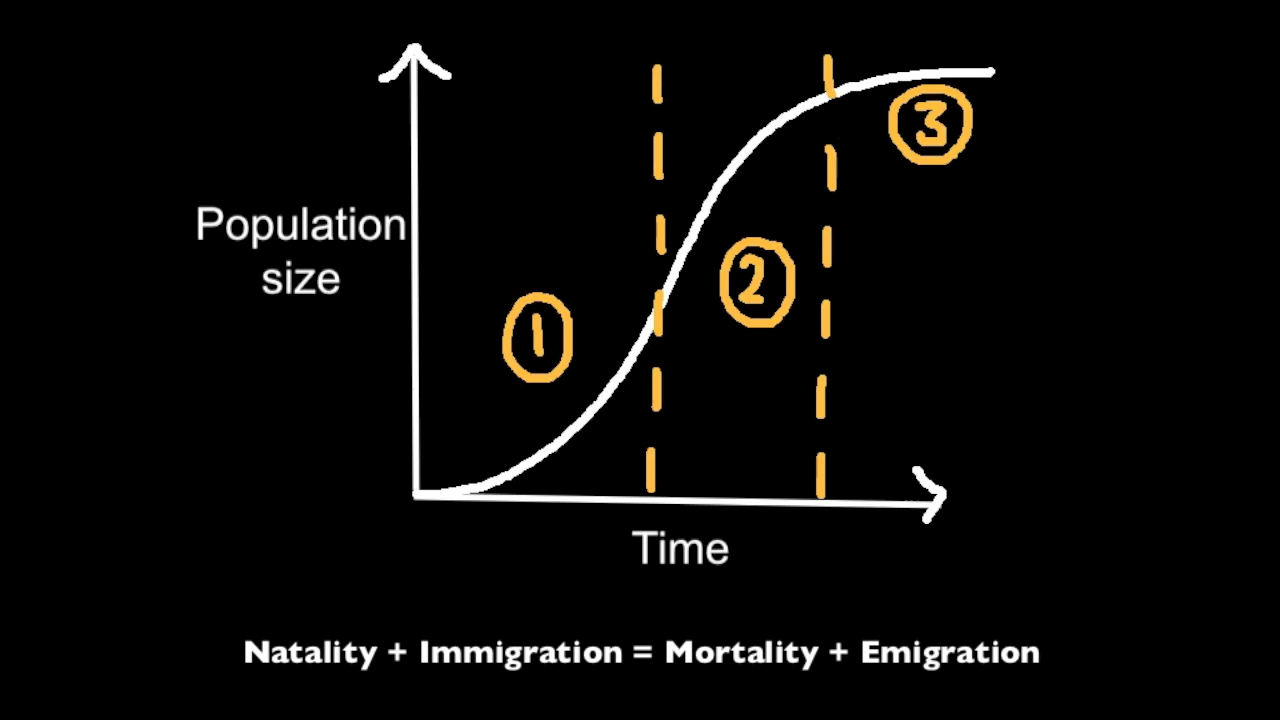 Population
size
1
2
3
Time
Natality + Immigration = Mortality + Emigration